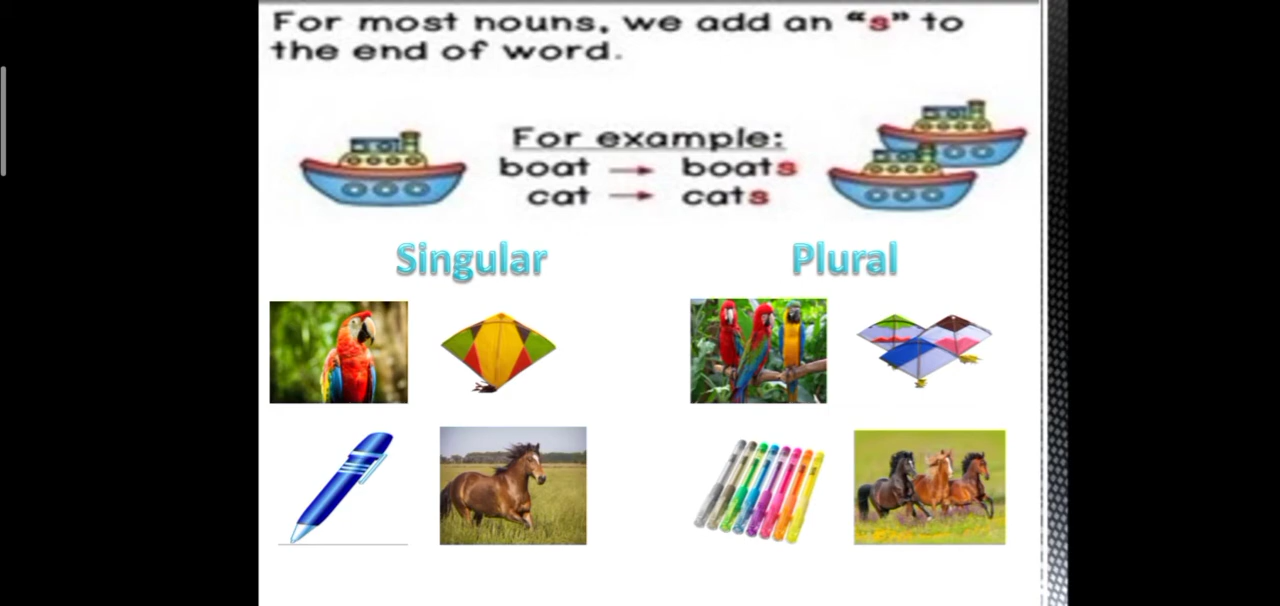 For most nouns, we add an “s” to
the end of word.
For example:
boat → boats
cat → cats
Singular Plural